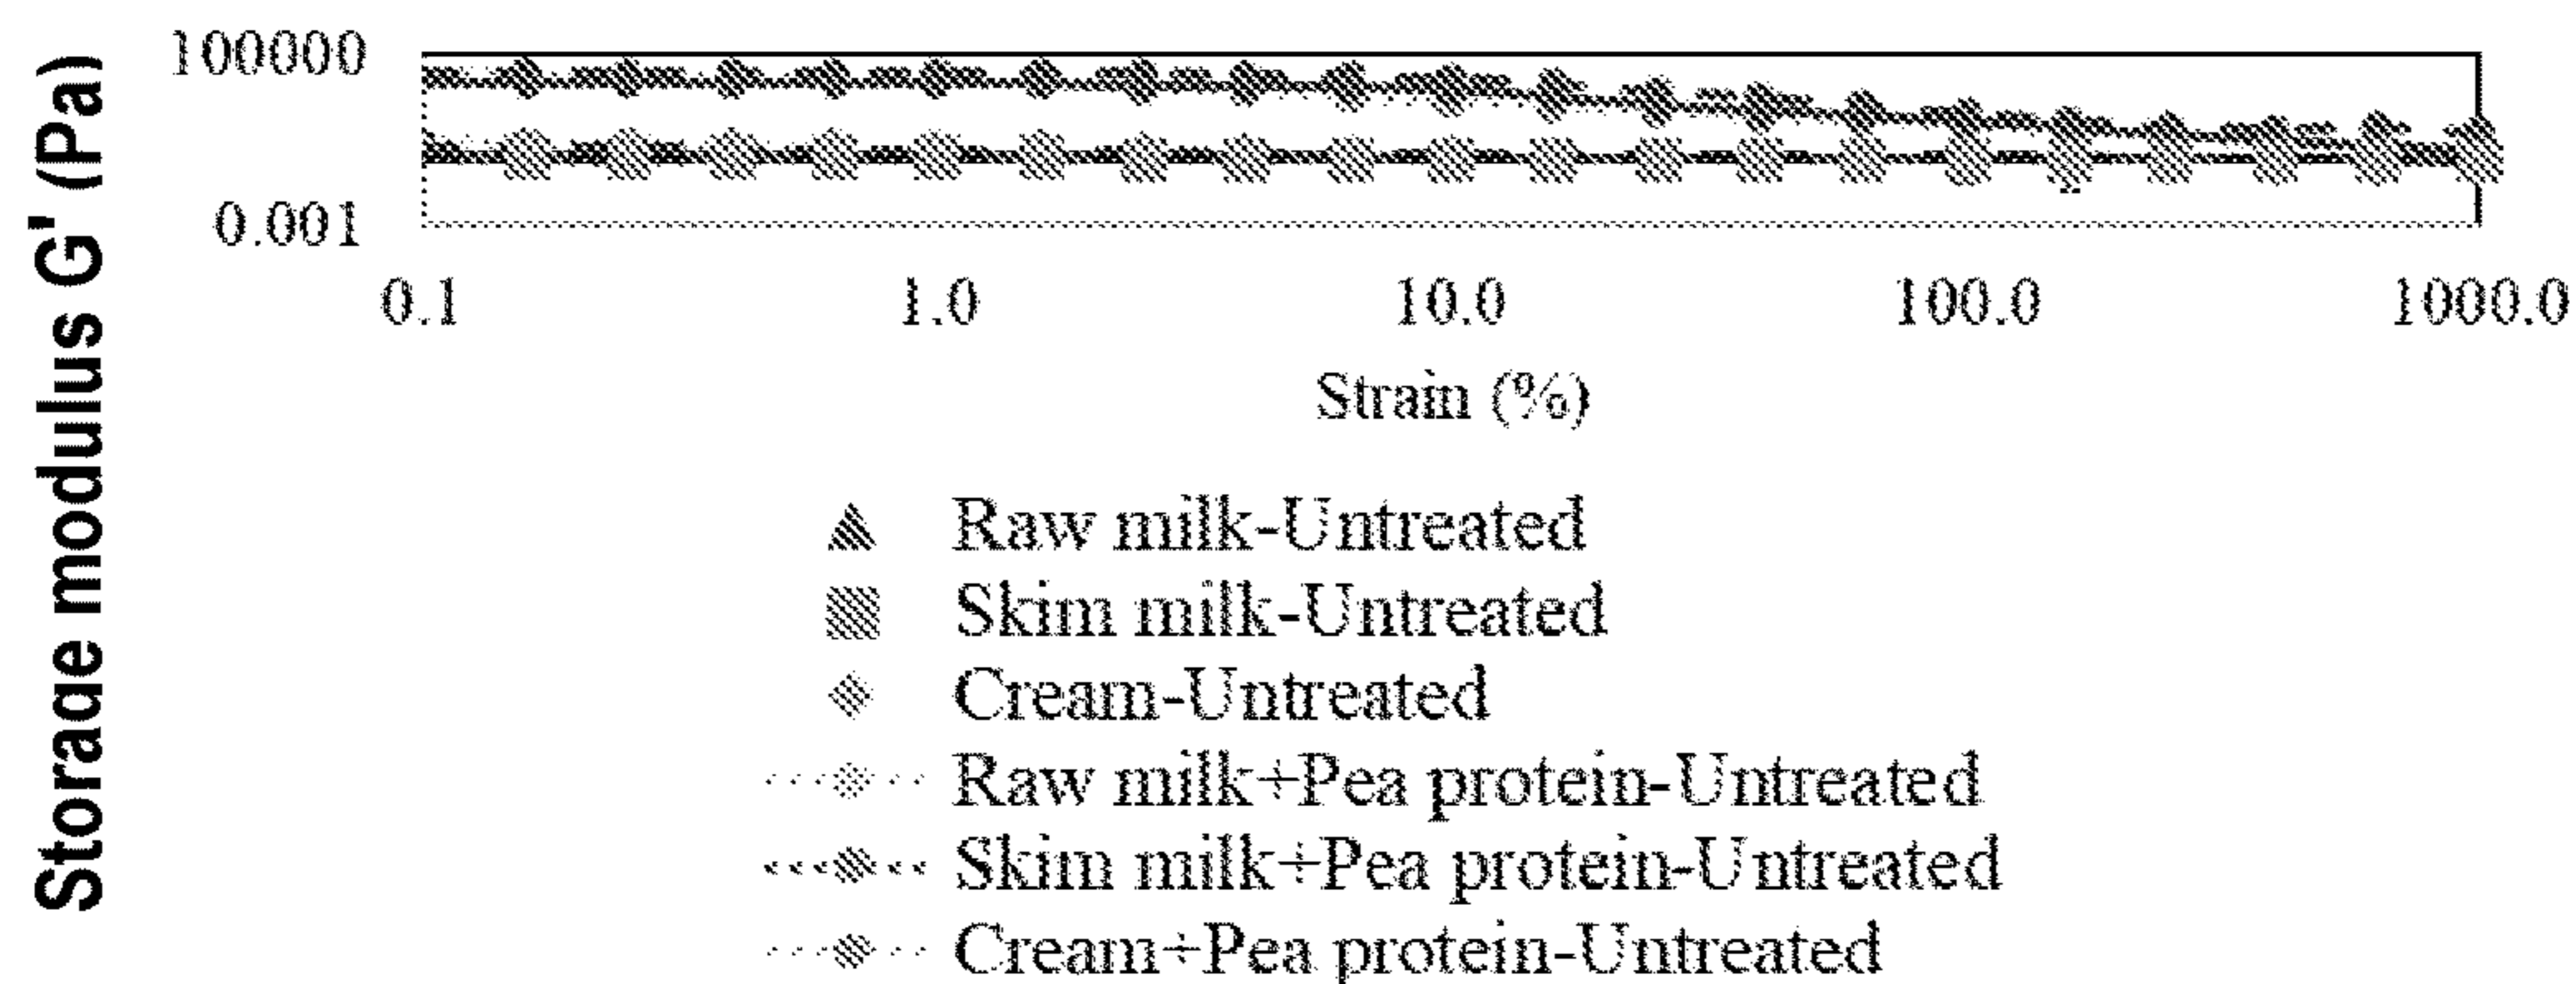 Storade modulus G' (Pa)
100000
0.001
0.1 1.0 10.0 100.0 1000.0
Strain (%)
Raw milk-Untreated
Skim milk-Untreated
Cream-Untreated
Raw milk+Pea protein-Untreated
Skim milk+Pea protein-Untreated
Cream+Pea protein-Untreated